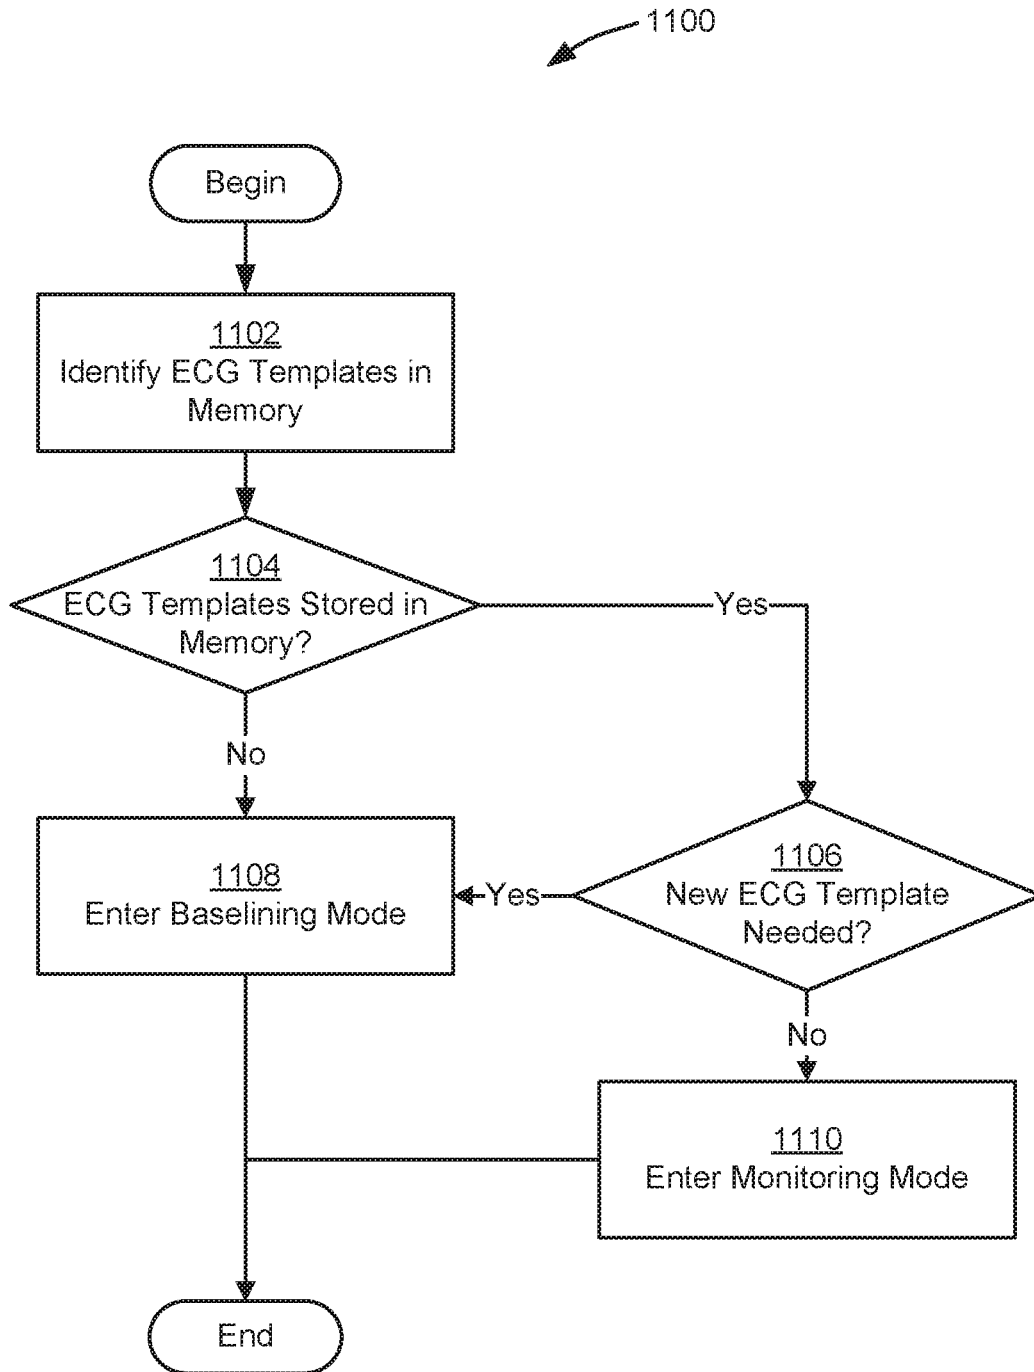 1100
Begin
1102
Identify ECG Templates in
Memory
1104
ECG Templates Stored in
Memory?
Yes
No
1108
Enter Baselining Mode
Yes
1106
New ECG Template
Needed?
No
1110
Enter Monitoring Mode
End